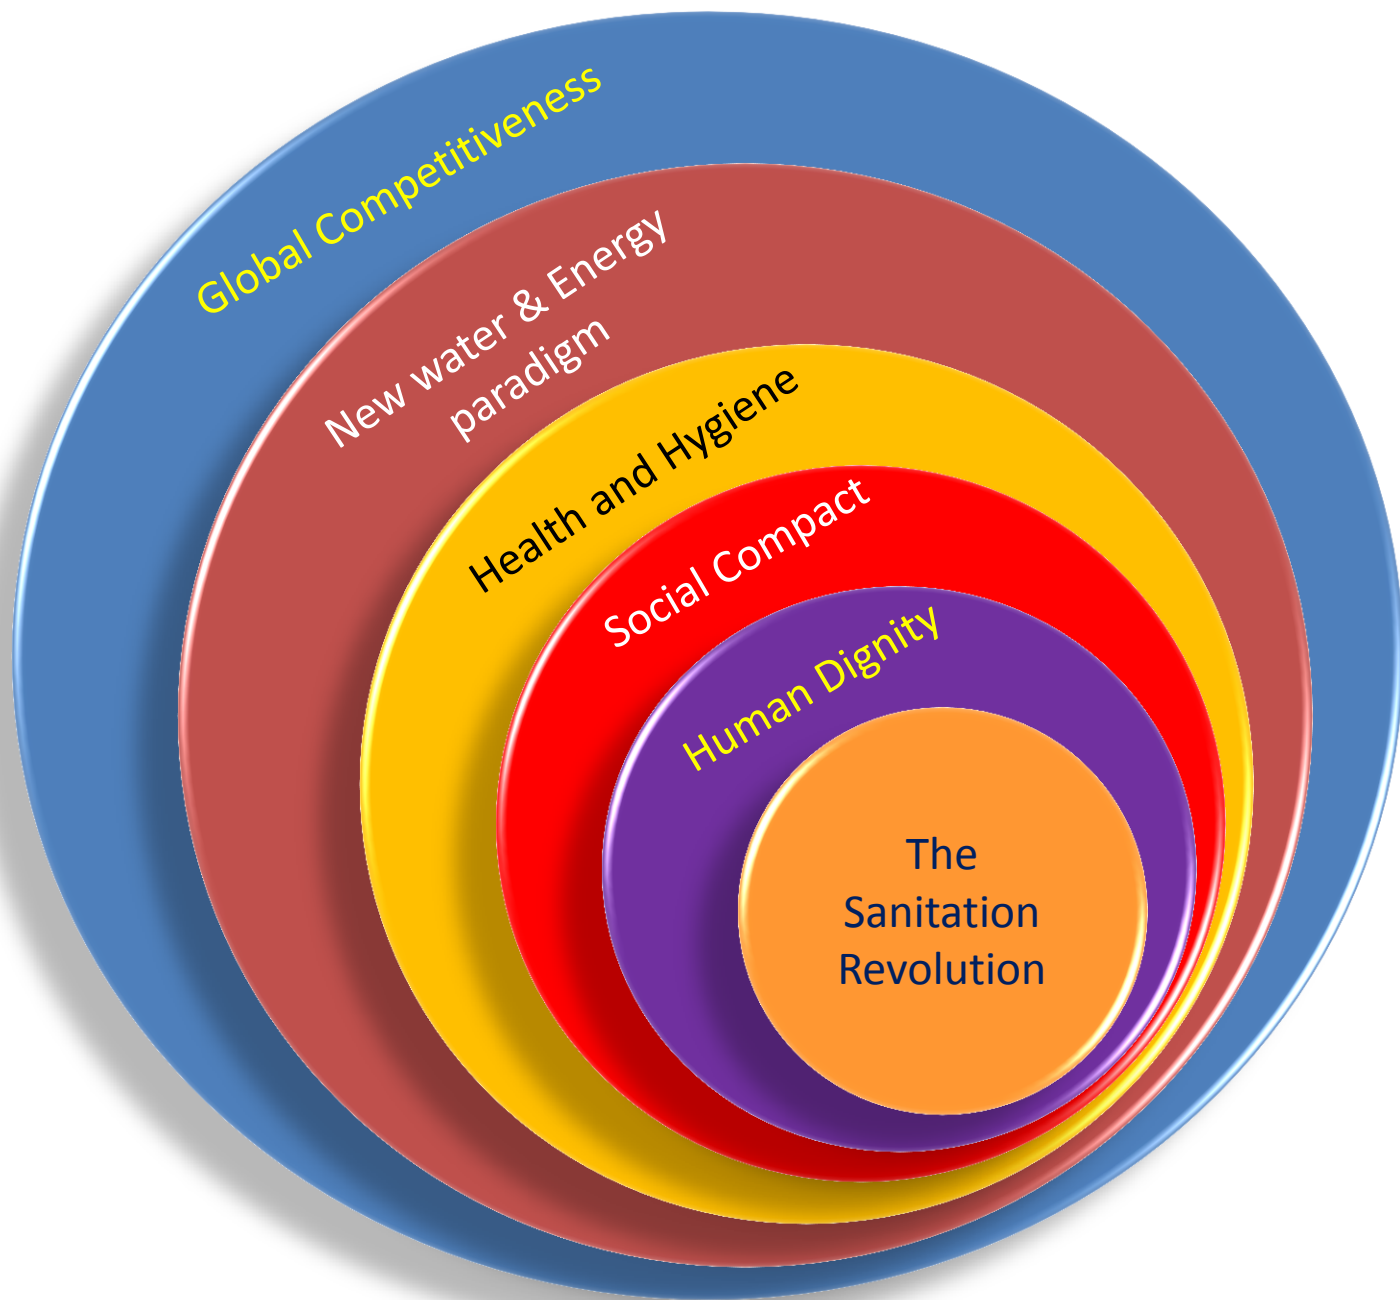 Global Competitiveness
New water & Energy
paradigm
Health and Hygiene
Social Compact
Human Dignity
The
Sanitation
Revolution